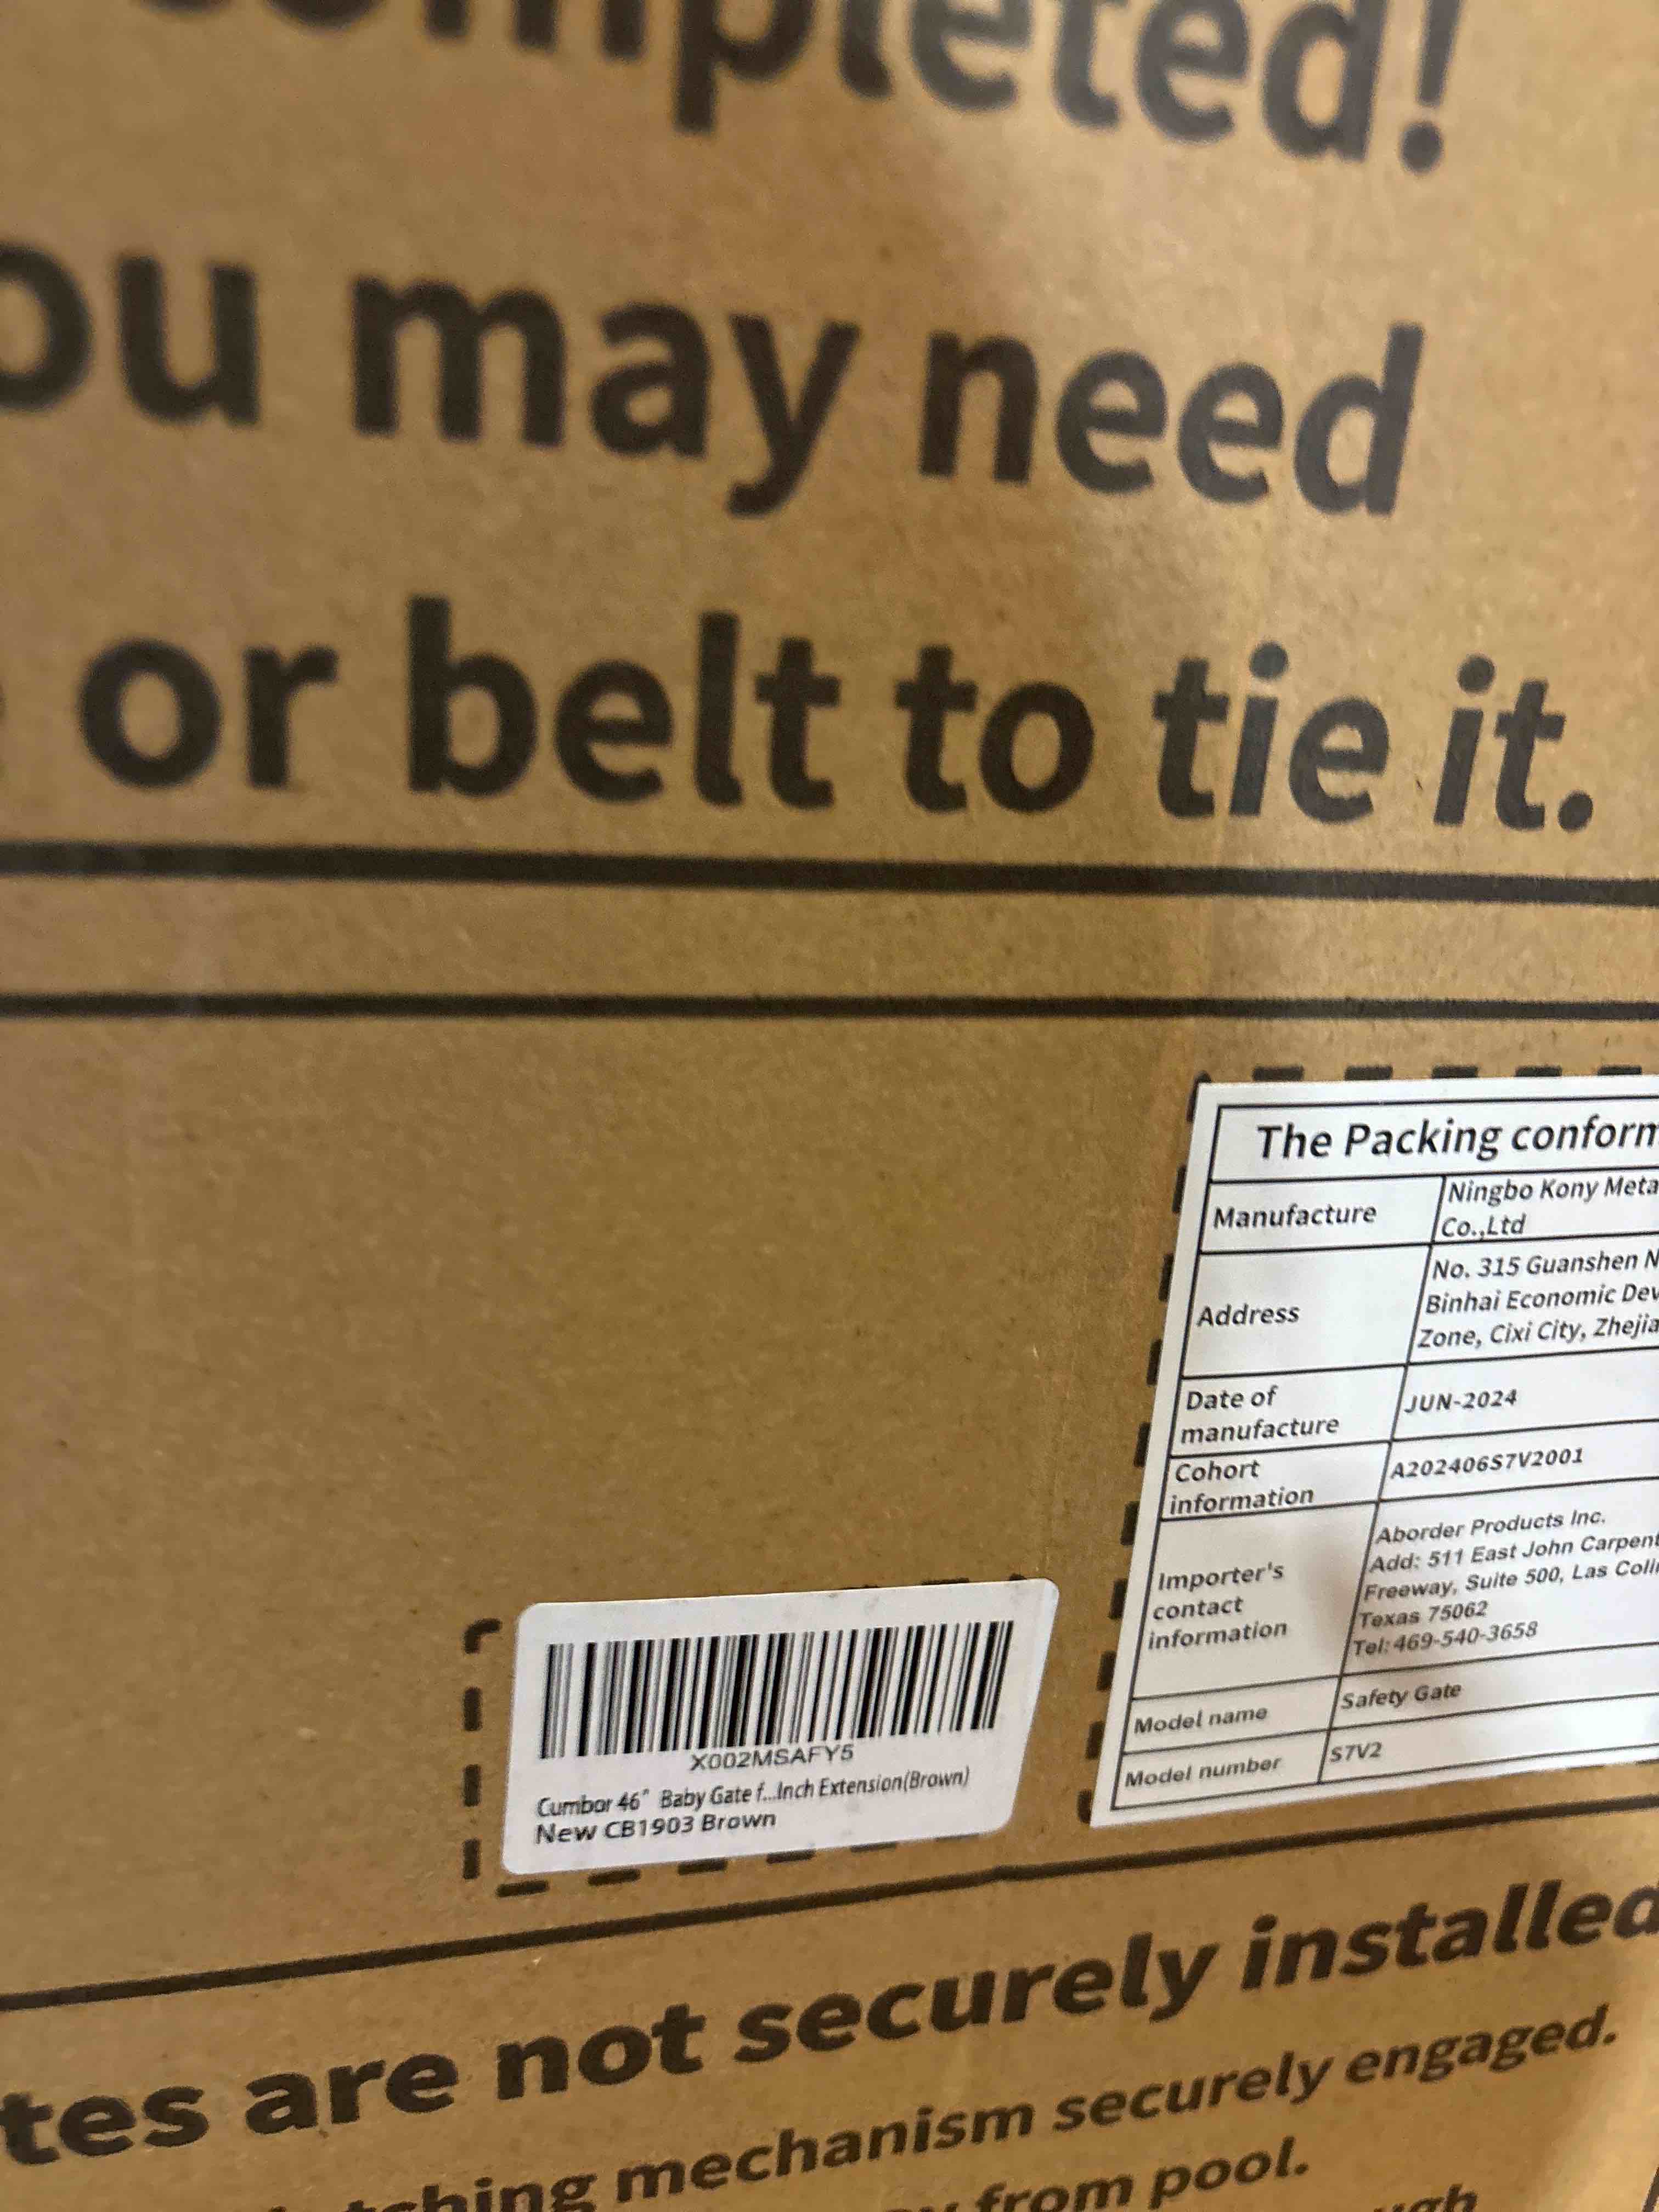 completed!
ou may need
or belt to tie it.
The Packing conform
Manufacture
Ningbo Kony Meta
Co.,Ltd
Address
No. 315 Guanshen N
Binhai Economic Dev
Zone, Cixi City, Zhejia
Date of
manufacture
JUN-2024
Cohort
information
A202406S7V2001
Importer's
contact
information
Aborder Products Inc.
Add: 511 East John Carpent
Freeway, Suite 500, Las Coli
Texas 75062
Tel: 469-540-3658
Model name
Safety Gate
Model number
S7V2
X002MSAFY5
Cumbor 46" Baby Gate f...Inch Extension(Brown)
New CB1903 Brown
tes are not securely installed
ching mechanism securely engaged.
from pool.